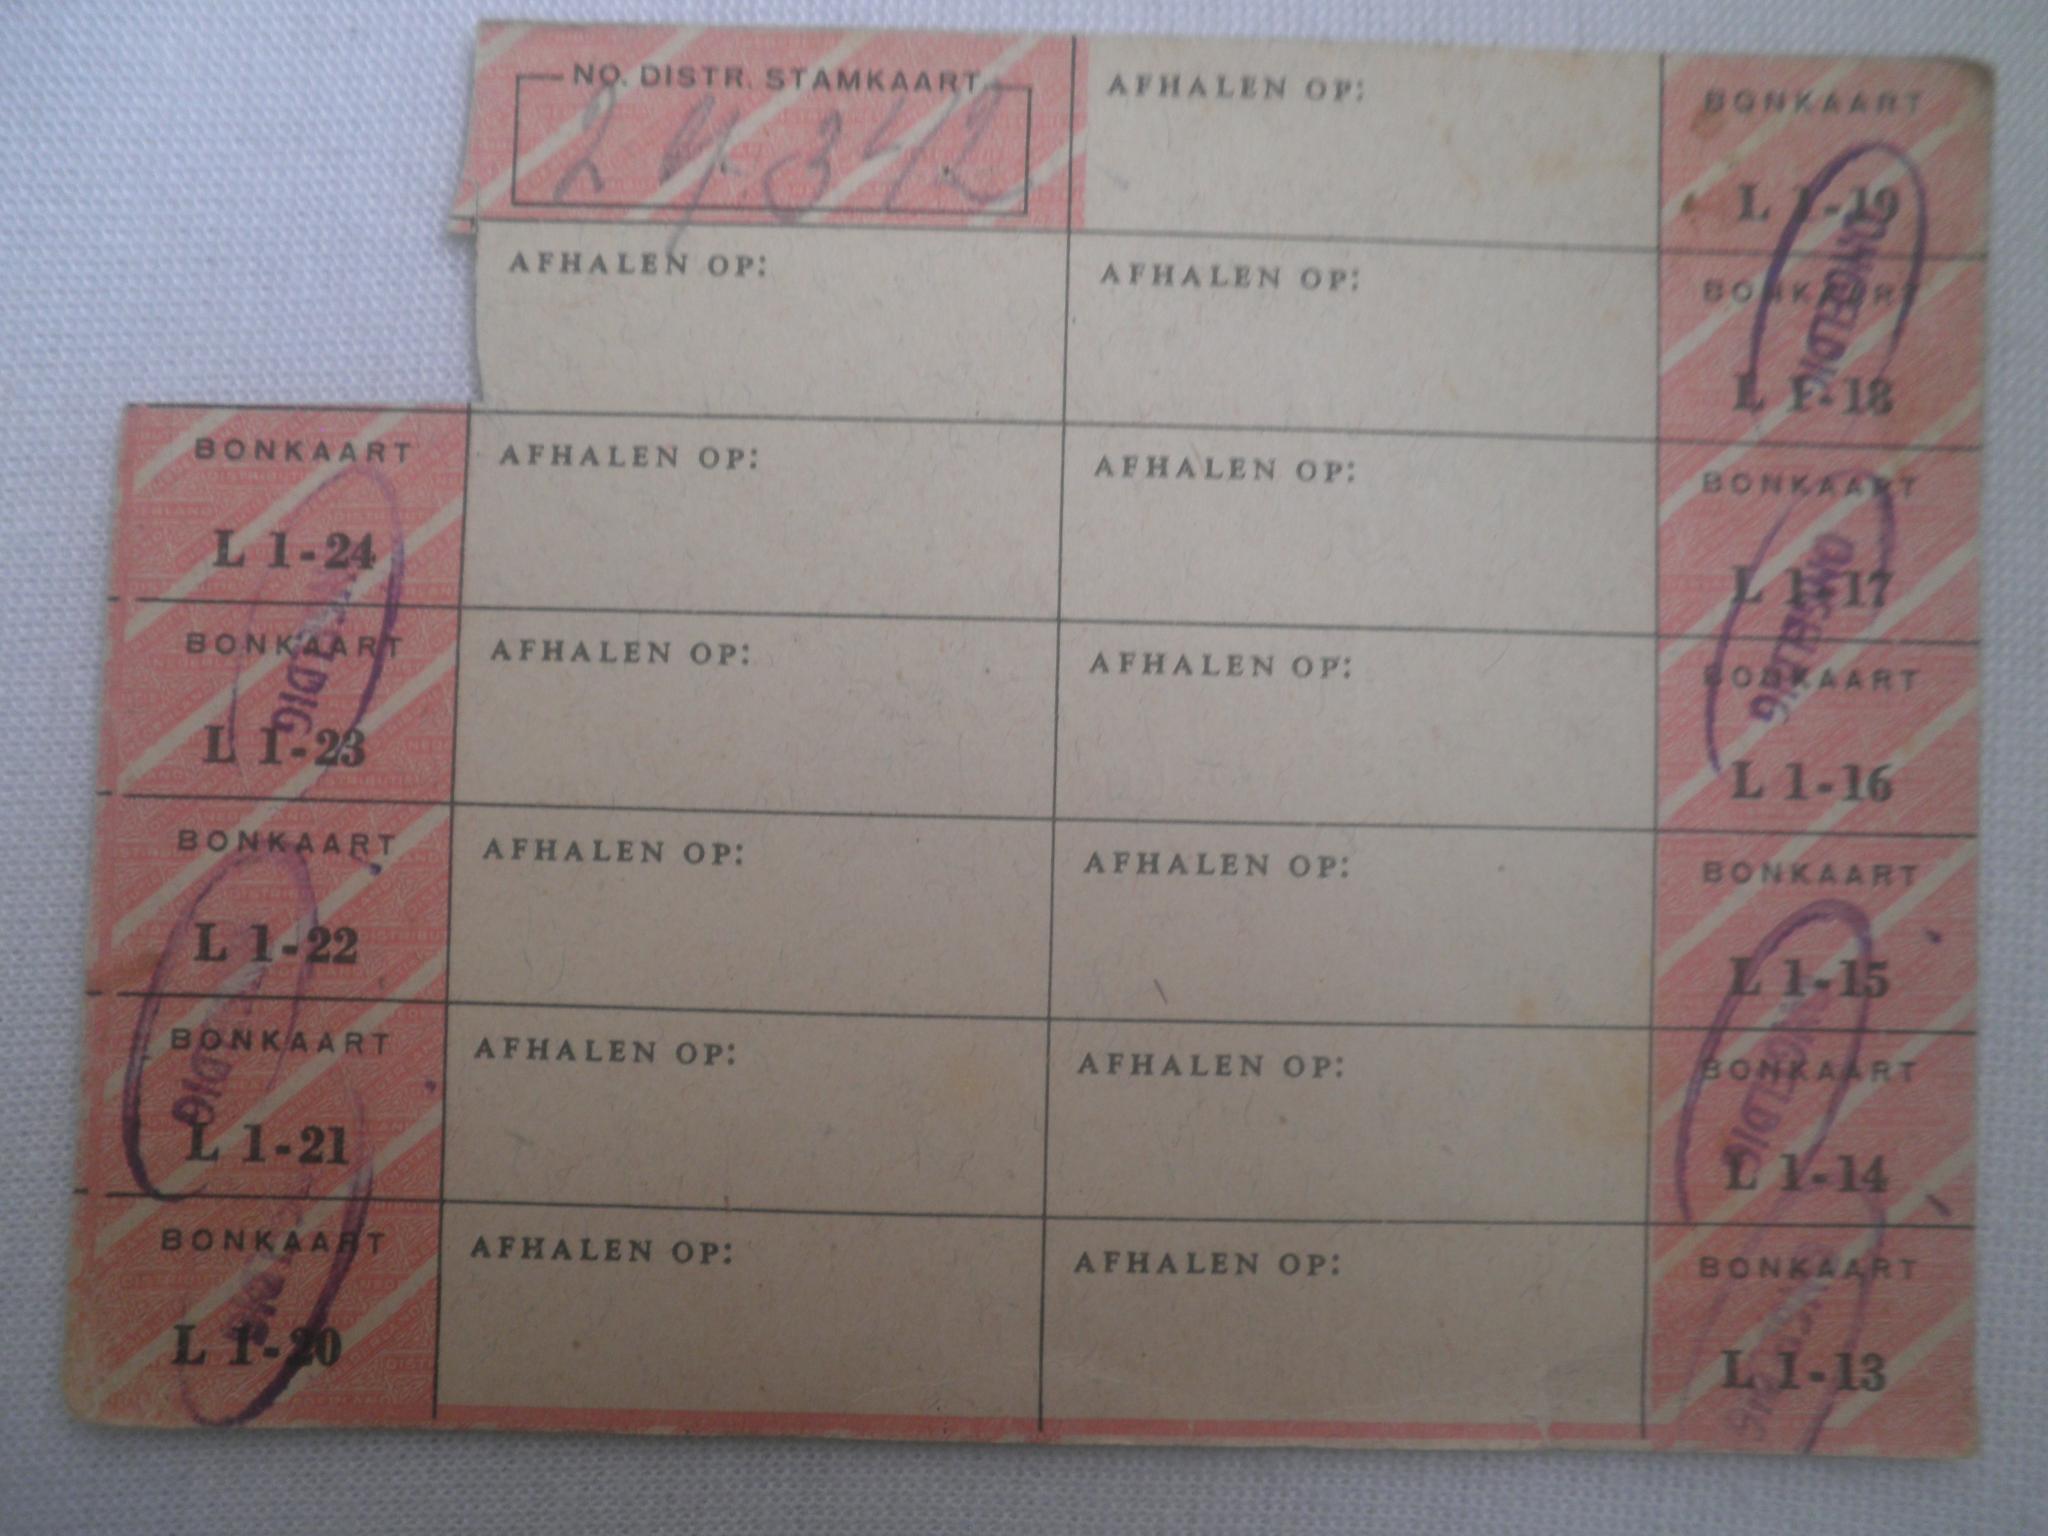 NO. DISTR. STAMKAART
AFHALEN OP:
BONKAART
L 1-19
AFHALEN OP:
AFHALEN OP:
BONKAART
L 1-18
ONGELDIG
BONKAART
L 1-24
AFHALEN OP:
AFHALEN OP:
BONKAART
L 1-17
ONGELDIG
BONKAART
L 1-23
AFHALEN OP:
AFHALEN OP:
BONKAART
L 1-16
BONKAART
L 1-22
AFHALEN OP:
AFHALEN OP:
BONKAART
L 1-15
ONGELDIG
BONKAART
L 1-21
AFHALEN OP:
AFHALEN OP:
BONKAART
L 1-14
BONKAART
L 1-20
AFHALEN OP:
AFHALEN OP:
BONKAART
L 1-13